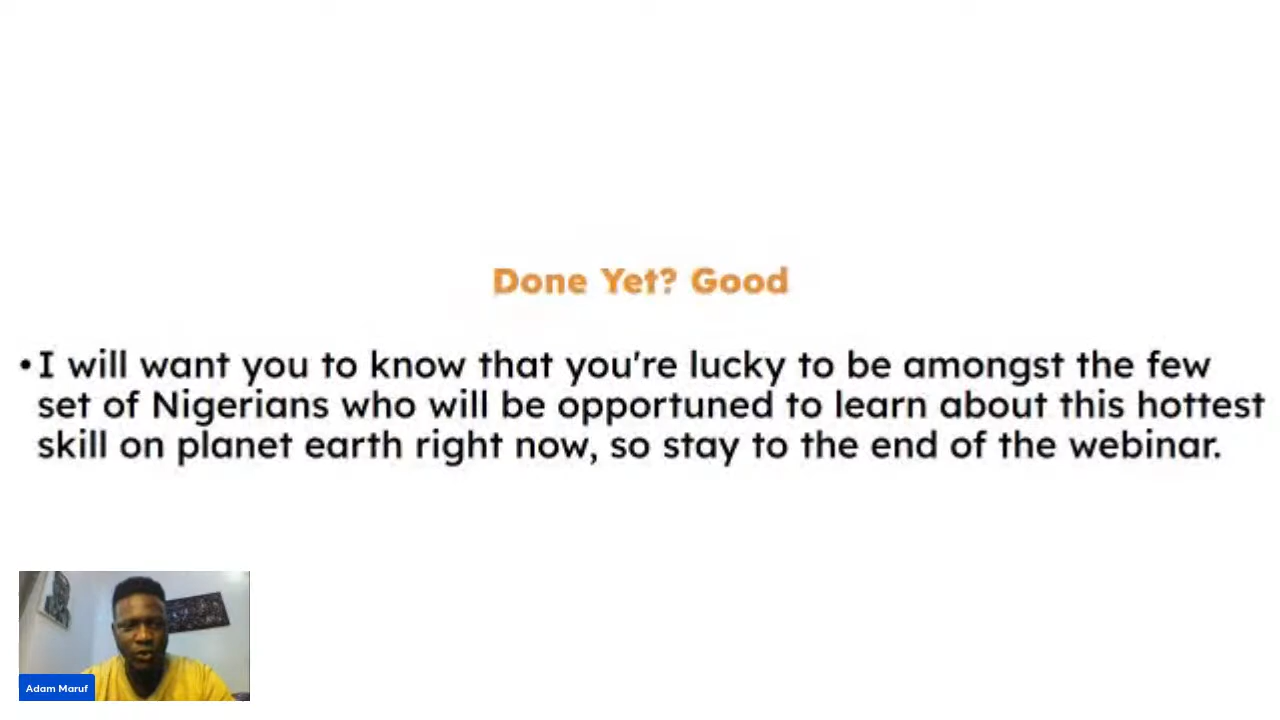 Done Yet? Good
•I will want you to know that you're lucky to be amongst the few
set of Nigerians who will be opportuned to learn about this hottest
skill on planet earth right now, so stay to the end of the webinar.
Adam Maruf